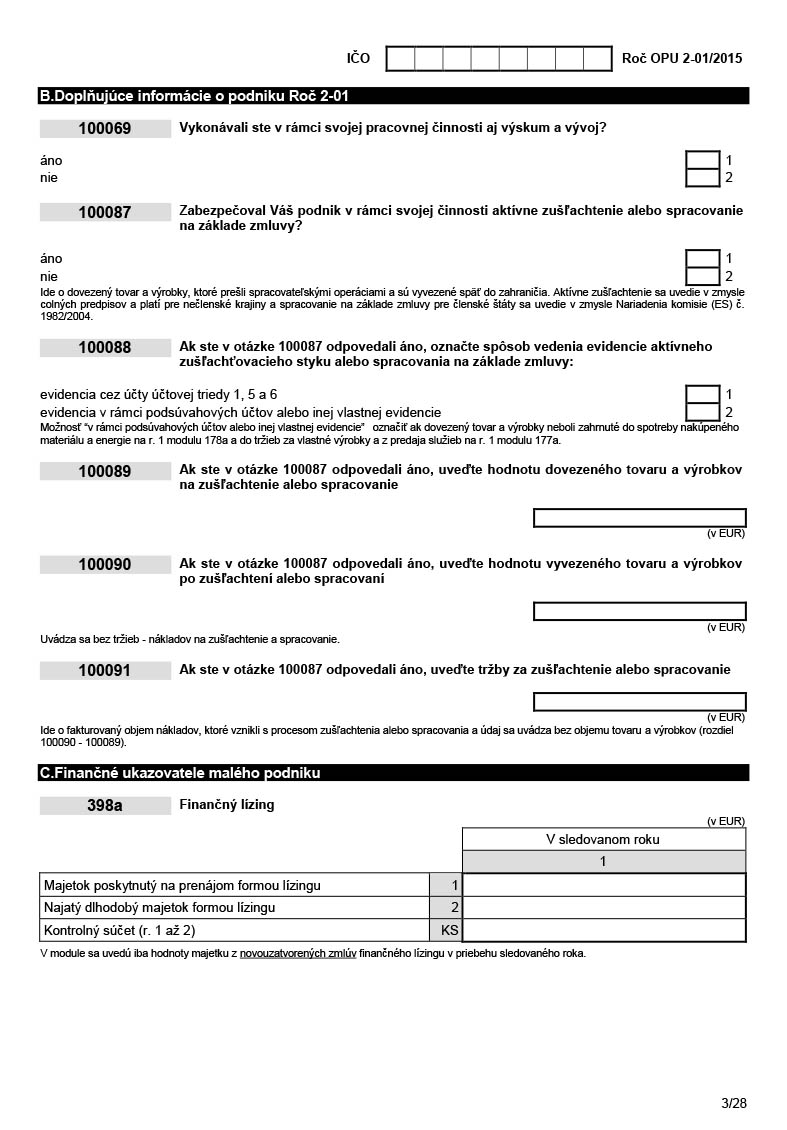 IČO Roč OPU 2-01/2015
B.Doplňujúce informácie o podniku Roč 2-01
100069 Vykonávali ste v rámci svojej pracovnej činnosti aj výskum a vývoj?
áno 1
nie 2
100087 Zabezpečoval Váš podnik v rámci svojej činnosti aktívne zušľachtenie alebo spracovanie
na základe zmluvy?
áno 1
nie 2
Ide o dovezený tovar a výrobky, ktoré prešli spracovateľskými operáciami a sú vyvezené späť do zahraničia. Aktívne zušľachtenie sa uvedie v zmysle
colných predpisov a platí pre nečlenské krajiny a spracovanie na základe zmluvy pre členské štáty sa uvedie v zmysle Nariadenia komisie (ES) č.
1982/2004.
100088 Ak ste v otázke 100087 odpovedali áno, označte spôsob vedenia evidencie aktívneho
zušľachťovacieho styku alebo spracovania na základe zmluvy:
evidencia cez účty účtovej triedy 1, 5 a 6 1
evidencia v rámci podsúvahových účtov alebo inej vlastnej evidencie 2
Možnosť “v rámci podsúvahových účtov alebo inej vlastnej evidencie” označiť ak dovezený tovar a výrobky neboli zahrnuté do spotreby nakúpeného
materiálu a energie na r. 1 modulu 178a a do tržieb za vlastné výrobky a z predaja služieb na r. 1 modulu 177a.
100089 Ak ste v otázke 100087 odpovedali áno, uveďte hodnotu dovezeného tovaru a výrobkov
na zušľachtenie alebo spracovanie
(v EUR)
100090 Ak ste v otázke 100087 odpovedali áno, uveďte hodnotu vyvezeného tovaru a výrobkov
po zušľachtení alebo spracovaní
(v EUR)
Uvádza sa bez tržieb - nákladov na zušľachtenie a spracovanie.
100091 Ak ste v otázke 100087 odpovedali áno, uveďte tržby za zušľachtenie alebo spracovanie
(v EUR)
Ide o fakturovaný objem nákladov, ktoré vznikli s procesom zušľachtenia alebo spracovania a údaj sa uvádza bez objemu tovaru a výrobkov (rozdiel
100090 - 100089).
C.Finančné ukazovatele malého podniku
398a Finančný lízing
(v EUR)
V sledovanom roku
1
Majetok poskytnutý na prenájom formou lízingu 1
Najatý dlhodobý majetok formou lízingu 2
Kontrolný súčet (r. 1 až 2) KS
V module sa uvedú iba hodnoty majetku z novouzatvorených zmlúv finančného lízingu v priebehu sledovaného roka.
3/28